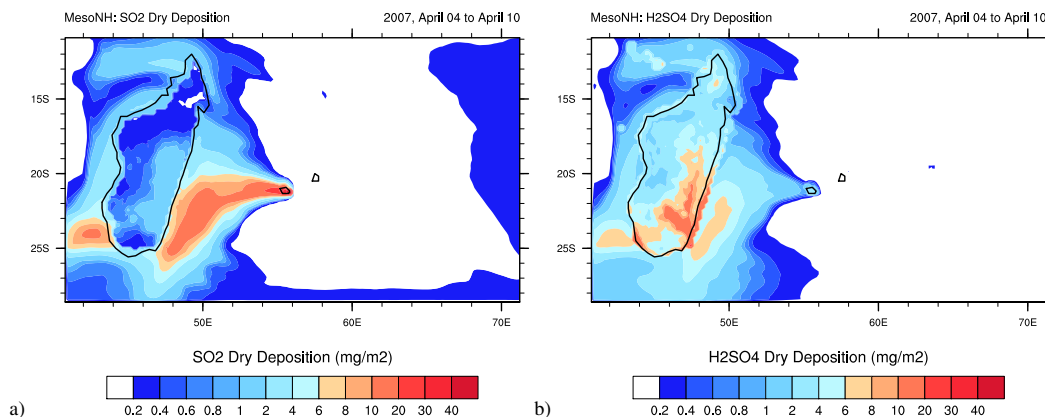 MesoNH: SO2 Dry Deposition 2007, April 04 to April 10
15S
20S
25S
50E 60E 70E
SO2 Dry Deposition (mg/m2)
0.2 0.4 0.6 0.8 1 2 4 6 8 10 20 30 40
a)
MesoNH: H2SO4 Dry Deposition 2007, April 04 to April 10
15S
20S
25S
50E 60E 70E
H2SO4 Dry Deposition (mg/m2)
0.2 0.4 0.6 0.8 1 2 4 6 8 10 20 30 40
b)